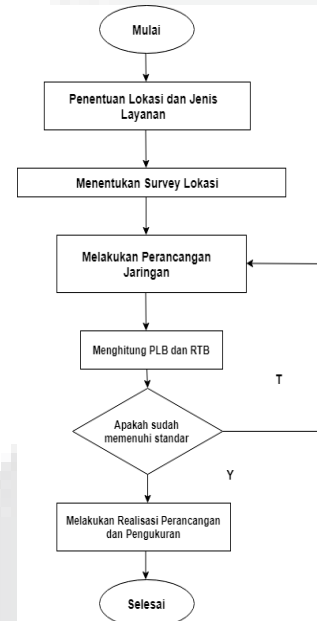 Mulai
Penentuan Lokasi dan Jenis
Layanan
Menentukan Survey Lokasi
Melakukan Perancangan
Jaringan
Menghitung PLB dan RTB
T
Apakah sudah
memenuhi standar
Y
Melakukan Realisasi Perancangan
dan Pengukuran
Selesai